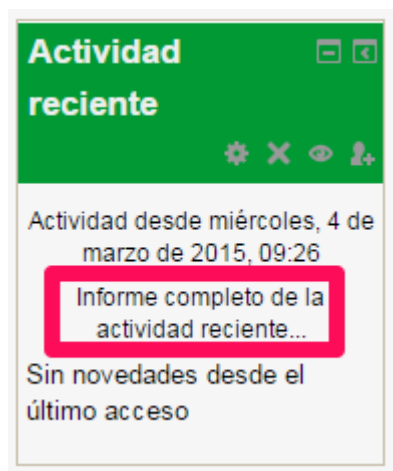 Actividad
reciente
Actividad desde miércoles, 4 de
marzo de 2015, 09:26
Informe completo de la
actividad reciente...
Sin novedades desde el
último acceso